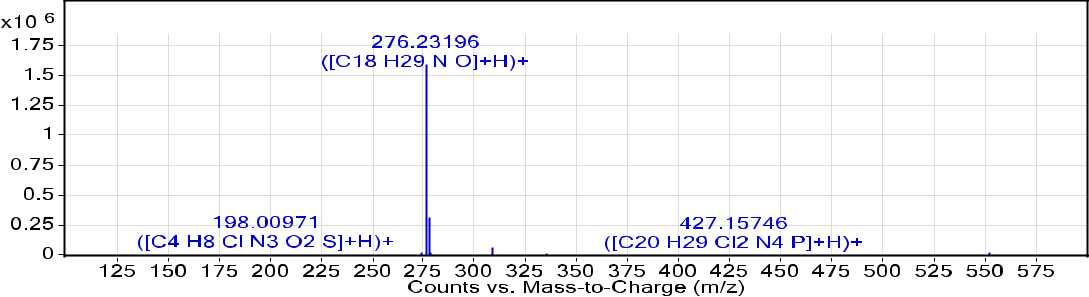 x10 6
276.23196
([C18 H29 N O]+H)+
1.75
1.5
1.25
1
0.75
0.5
0.25
0
198.00971
([C4 H8 Cl N3 O2 S]+H)+
427.15746
([C20 H29 Cl2 N4 P]+H)+
125 150 175 200 225 250 275 300 325 350 375 400 425 450 475 500 525 550 575
Counts vs. Mass-to-Charge (m/z)